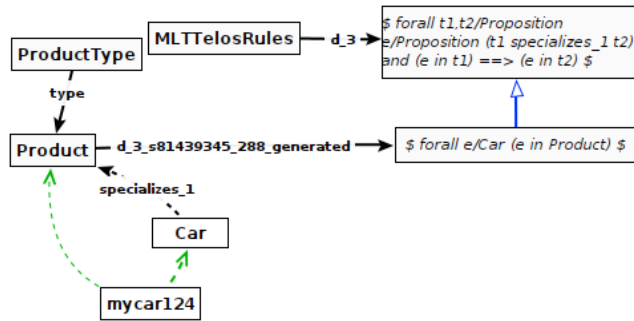 $ forall t1,t2/Proposition
e/Proposition (t1 specializes_1 t2)
and (e in t1) ==> (e in t2) $
MLTTelosRules
d_3
ProductType
type
Product
d_3_s81439345_288_generated
$ forall e/Car (e in Product) $
specializes_1
Car
mycar124